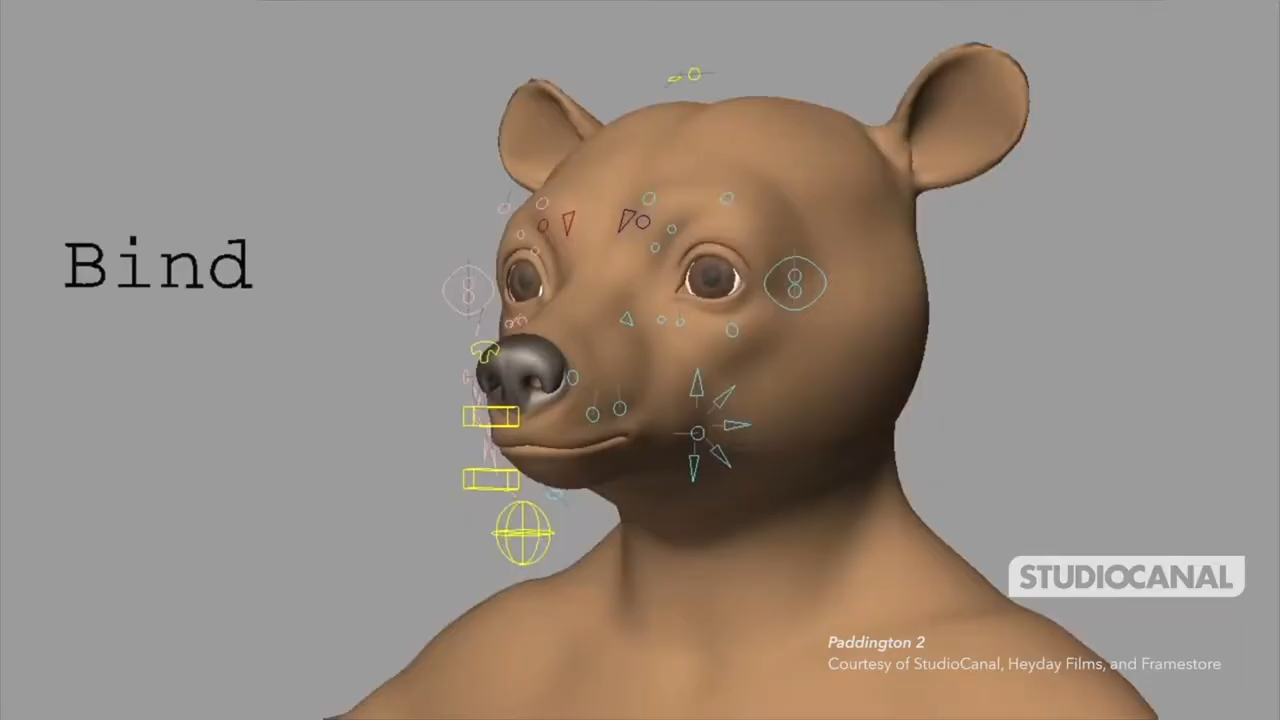 Bind
STUDIOCANAL
Paddington 2
Courtesy of StudioCanal, Heyday Films, and Framestore